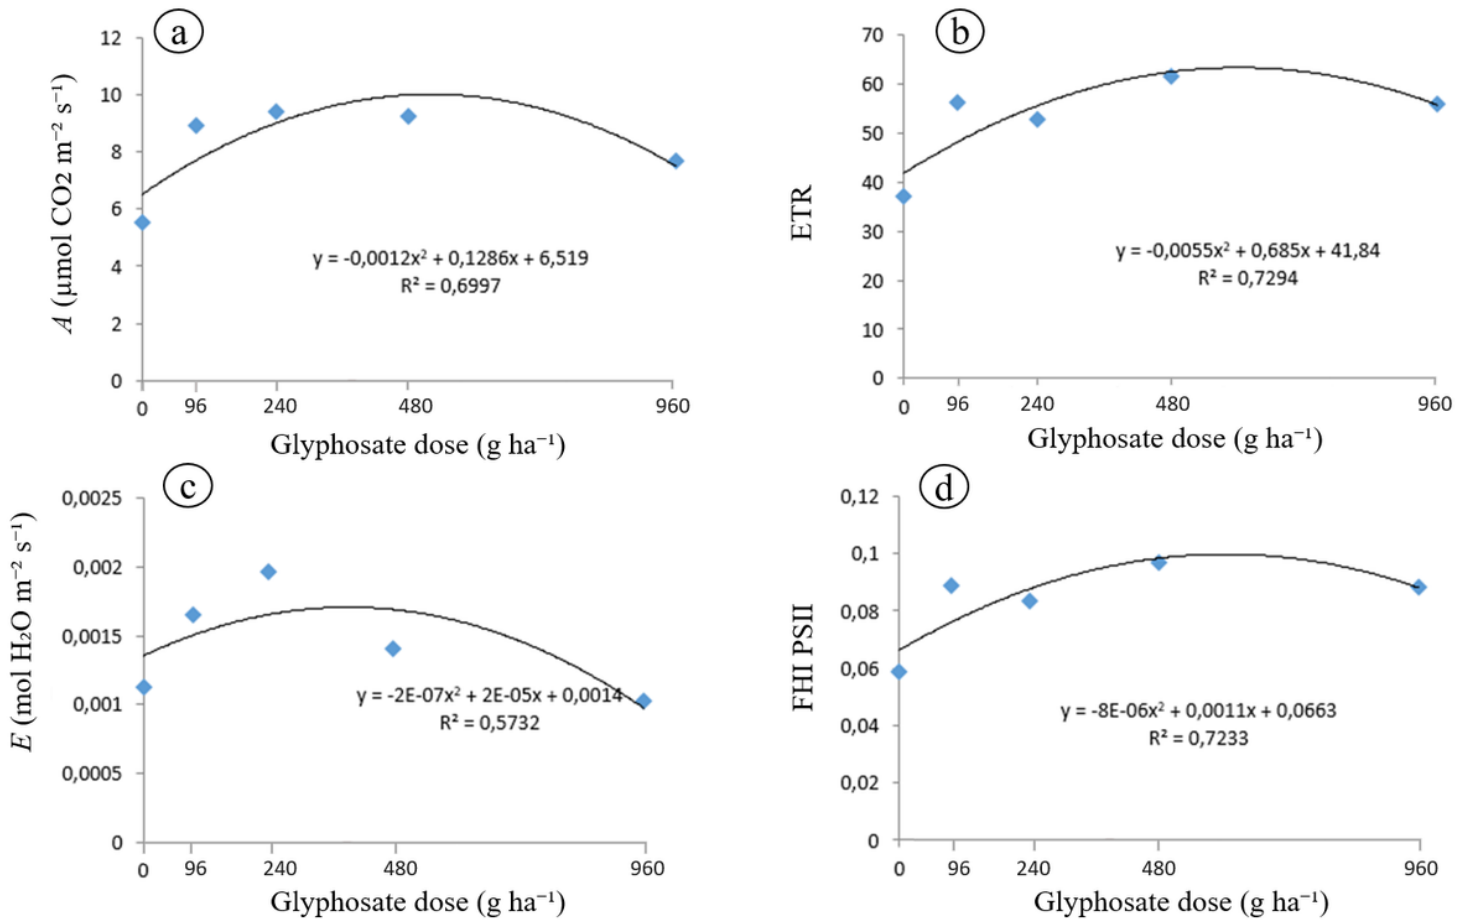 a
12
10
8
6
4
2
0
A (μmol CO2 m⁻² s⁻¹)
y = -0,0012x² + 0,1286x + 6,519
R² = 0,6997
0 96 240 480 960
Glyphosate dose (g ha⁻¹)
b
70
60
50
40
30
20
10
0
ETR
y = -0,0055x² + 0,685x + 41,84
R² = 0,7294
0 96 240 480 960
Glyphosate dose (g ha⁻¹)
c
0,0025
0,002
0,0015
0,001
0,0005
0
E (mol H₂O m⁻² s⁻¹)
y = -2E-07x² + 2E-05x + 0,0014
R² = 0,5732
0 96 240 480 960
Glyphosate dose (g ha⁻¹)
d
0,12
0,1
0,08
0,06
0,04
0,02
0
FHI PSII
y = -8E-06x² + 0,0011x + 0,0663
R² = 0,7233
0 96 240 480 960
Glyphosate dose (g ha⁻¹)